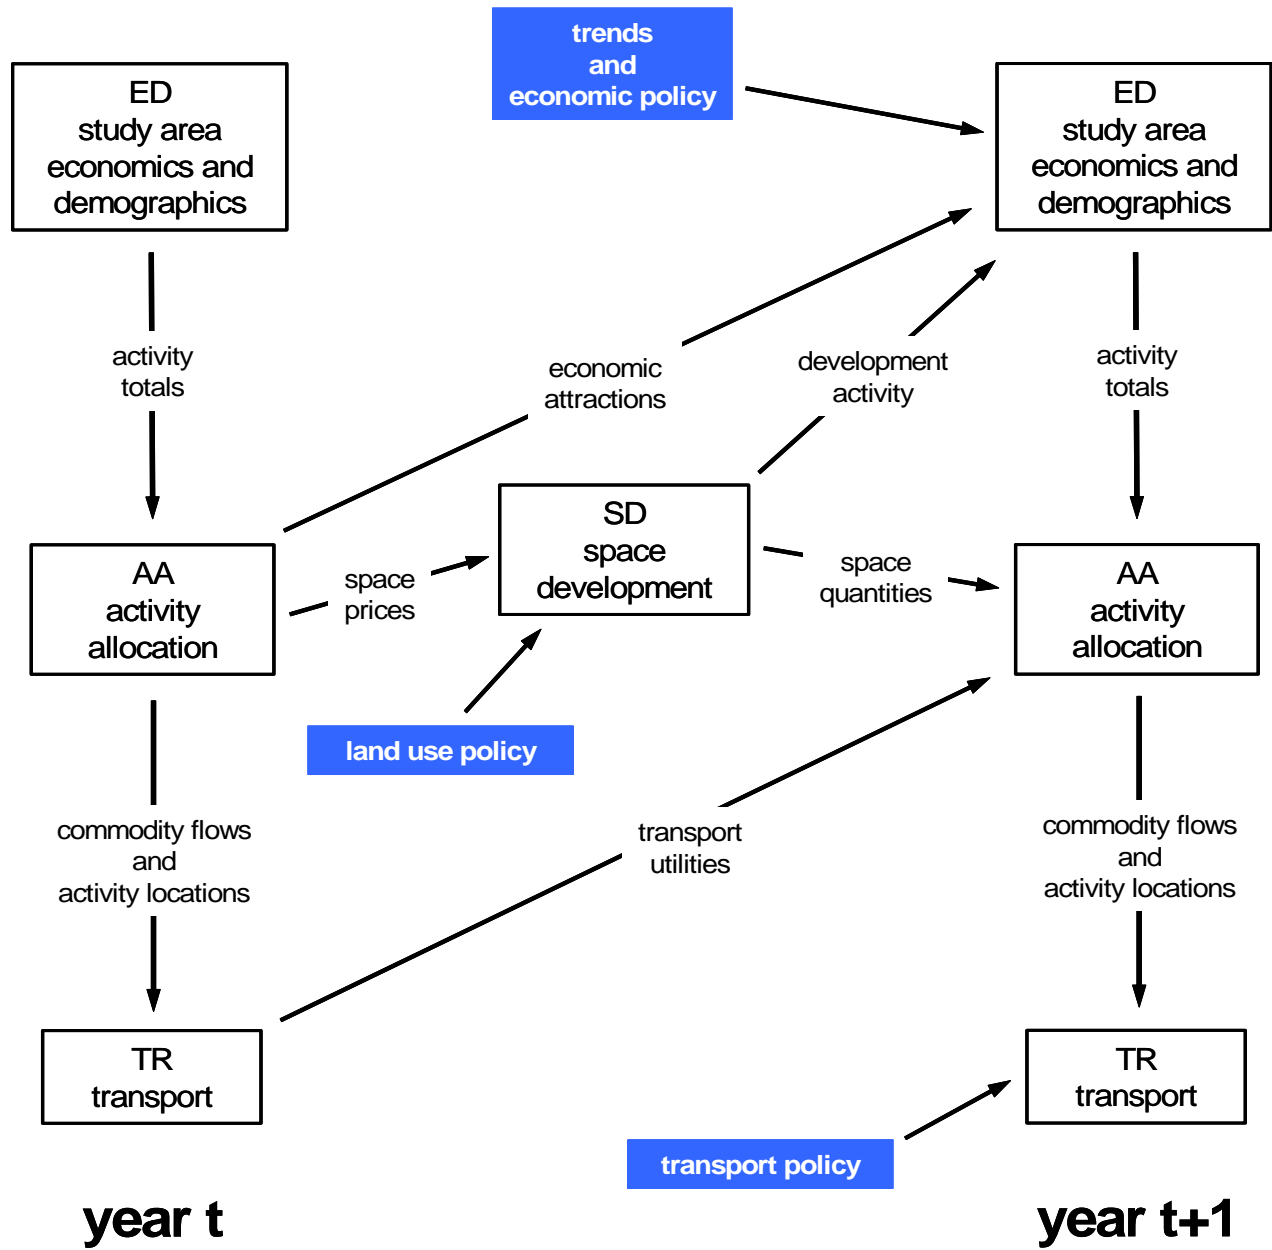 trends
and
economic policy
ED
study area
economics and
demographics
ED
study area
economics and
demographics
activity
totals
economic
attractions
development
activity
activity
totals
AA
activity
allocation
space
prices
SD
space
development
space
quantities
AA
activity
allocation
land use policy
commodity flows
and
activity locations
transport
utilities
commodity flows
and
activity locations
TR
transport
TR
transport
transport policy
year t
year t+1